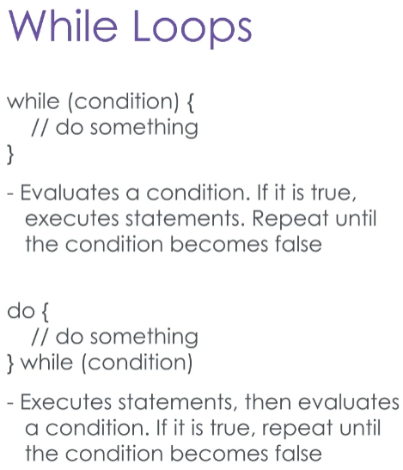 While Loops
while (condition) {
// do something
}
- Evaluates a condition. If it is true,
executes statements. Repeat until
the condition becomes false
do {
// do something
} while (condition)
- Executes statements, then evaluates
a condition. If it is true, repeat until
the condition becomes false